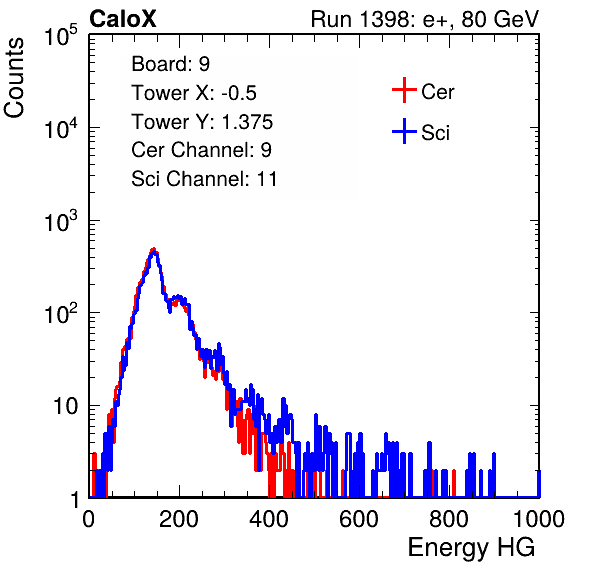 CaloX Run 1398: e+, 80 GeV
Counts
Board: 9
Tower X: -0.5
Tower Y: 1.375
Cer Channel: 9
Sci Channel: 11
Cer
Sci
10^5
10^4
10^3
10^2
10
1
0 200 400 600 800 1000
Energy HG